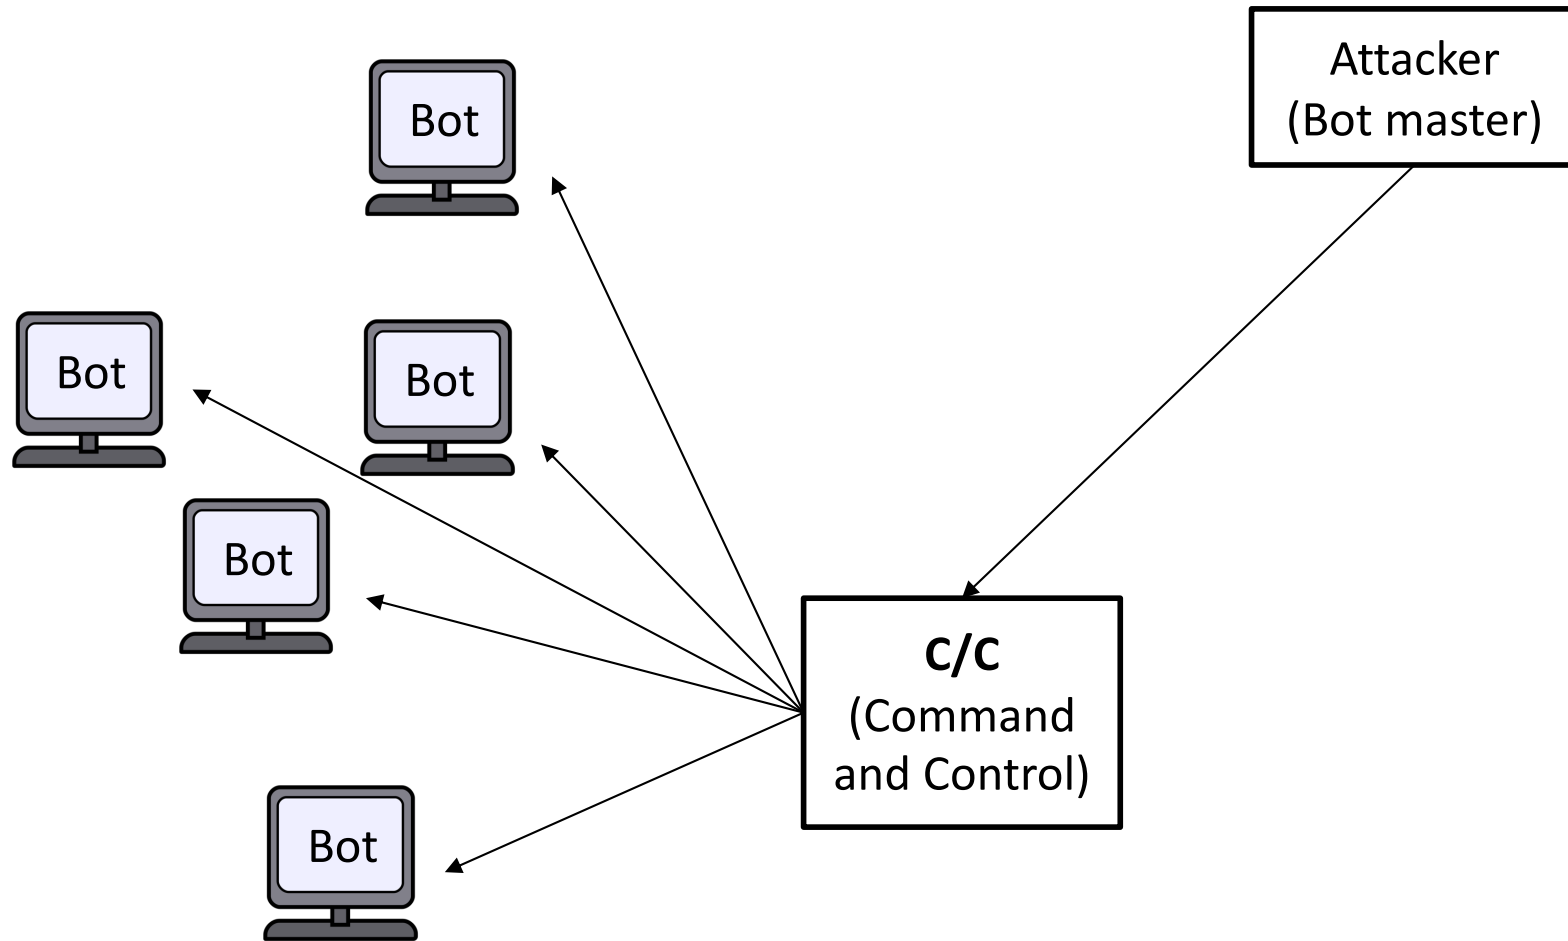 Attacker
(Bot master)
Bot
Bot
Bot
Bot
C/C
(Command
and Control)
Bot